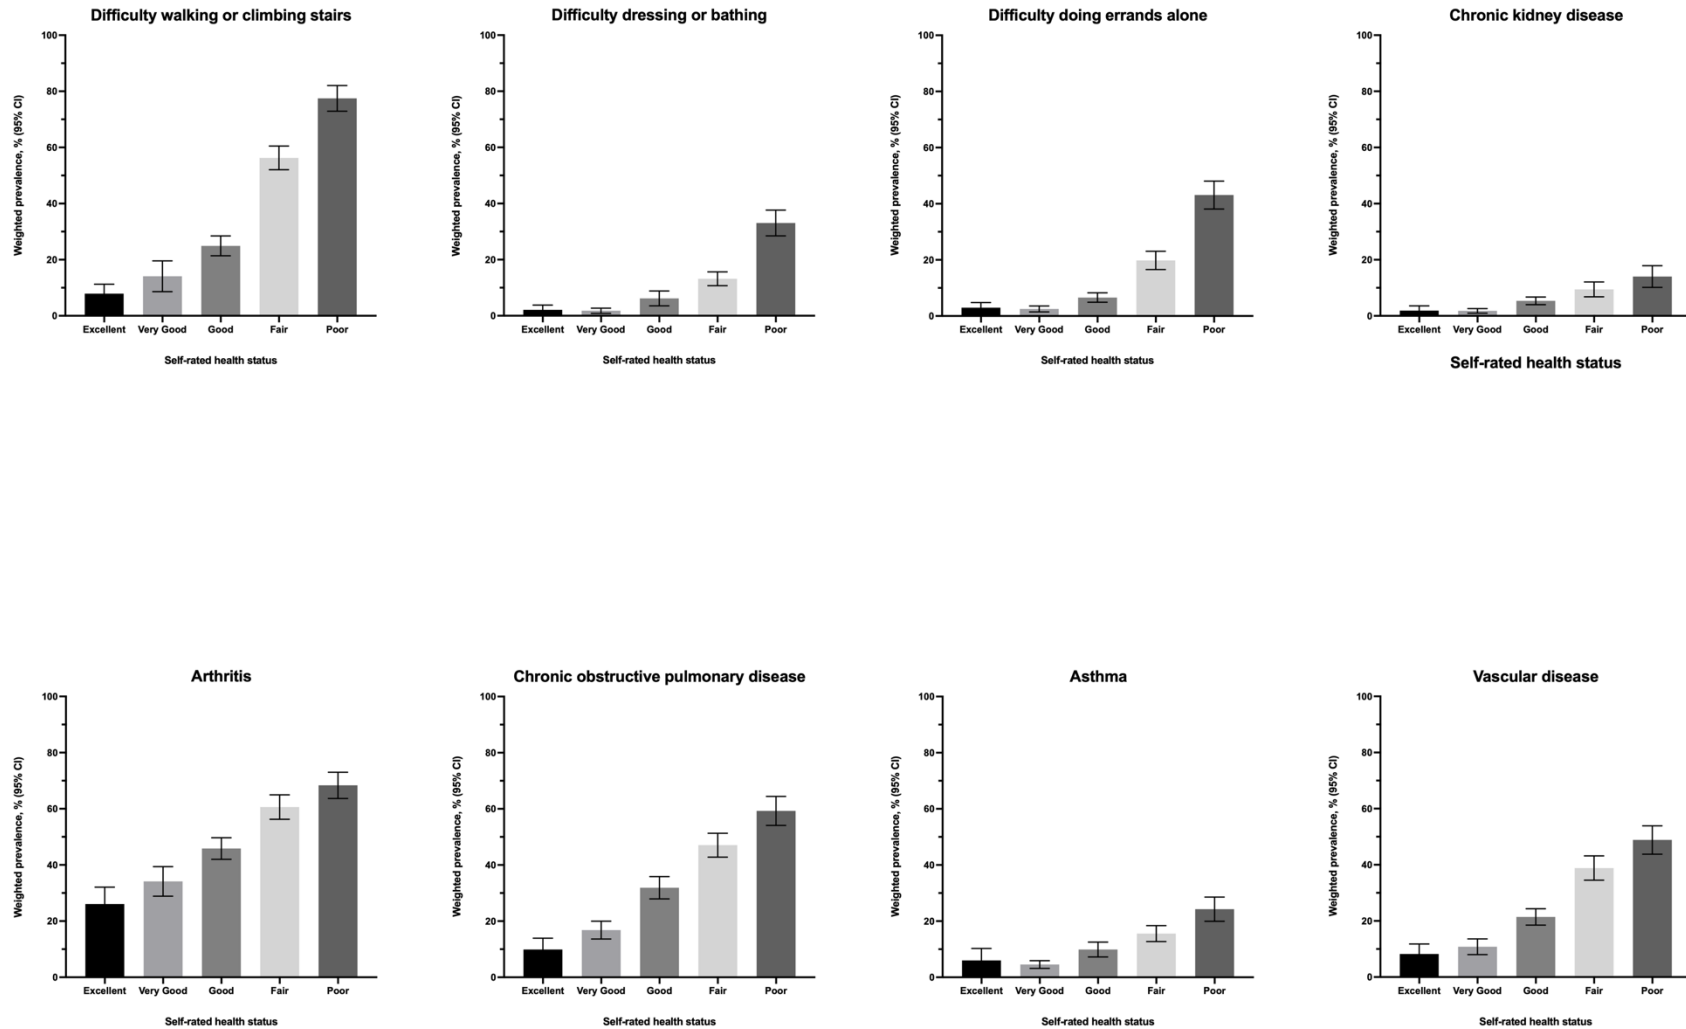 Difficulty walking or climbing stairs
Weighted prevalence, % (95% CI)
100
80
60
40
20
0
Excellent Very Good Good Fair Poor
Self-rated health status
Difficulty dressing or bathing
Weighted prevalence, % (95% CI)
100
80
60
40
20
0
Excellent Very Good Good Fair Poor
Self-rated health status
Difficulty doing errands alone
Weighted prevalence, % (95% CI)
100
80
60
40
20
0
Excellent Very Good Good Fair Poor
Self-rated health status
Chronic kidney disease
Weighted prevalence, % (95% CI)
100
80
60
40
20
0
Excellent Very Good Good Fair Poor
Self-rated health status
Arthritis
Weighted prevalence, % (95% CI)
100
80
60
40
20
0
Excellent Very Good Good Fair Poor
Self-rated health status
Chronic obstructive pulmonary disease
Weighted prevalence, % (95% CI)
100
80
60
40
20
0
Excellent Very Good Good Fair Poor
Self-rated health status
Asthma
Weighted prevalence, % (95% CI)
100
80
60
40
20
0
Excellent Very Good Good Fair Poor
Self-rated health status
Vascular disease
Weighted prevalence, % (95% CI)
100
80
60
40
20
0
Excellent Very Good Good Fair Poor
Self-rated health status